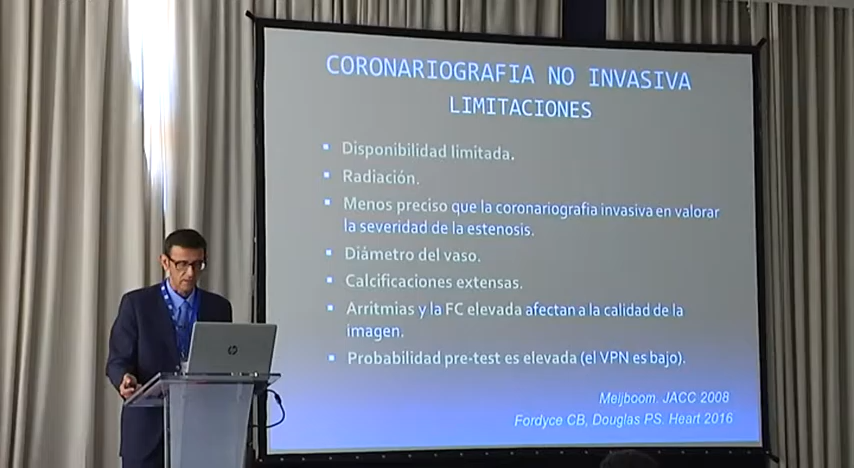 CORONARIOGRAFIA NO INVASIVA
LIMITACIONES
▪ Disponibilidad limitada.
▪ Radiación.
▪ Menos preciso que la coronariografia invasiva en valorar
la severidad de la estenosis.
▪ Diámetro del vaso.
▪ Calcificaciones extensas.
▪ Arritmias y la FC elevada afectan a la calidad de la
imagen.
▪ Probabilidad pre-test es elevada (el VPN es bajo).
Meijboom. JACC 2008
Fordyce CB, Douglas PS. Heart 2016
hp